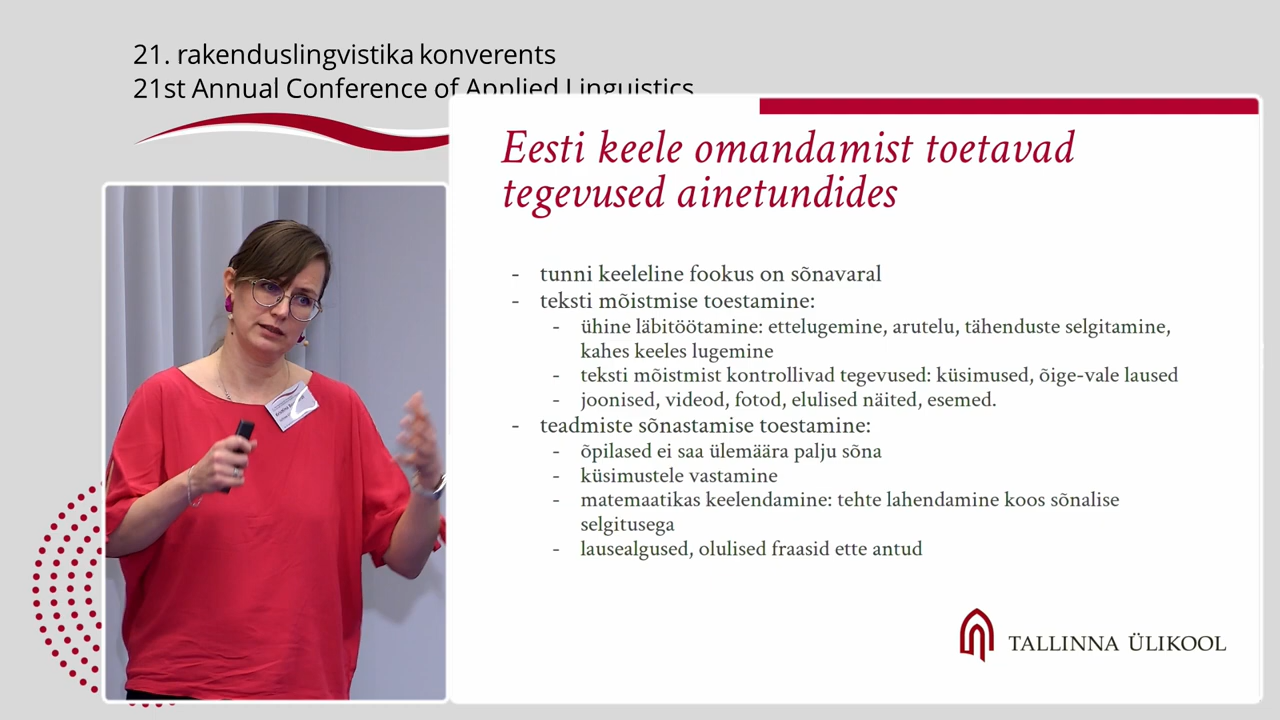 21. rakenduslingvistika konverents
21st Annual Conference of Applied Linguistics
Eesti keele omandamist toetavad
tegevused ainetundides
- tunni keeleline fookus on sõnavaral
- teksti mõistmise toestamine:
- ühine läbitöötamine: ettelugemine, arutelu, tähenduste selgitamine,
kahes keeles lugemine
- teksti mõistmist kontrollivad tegevused: küsimused, õige-vale laused
- joonised, videod, fotod, elulised näited, esemed.
- teadmiste sõnastamise toestamine:
- õpilased ei saa ülemäära palju sõna
- küsimustele vastamine
- matemaatikas keelendamine: tehte lahendamine koos sõnalise
selgitusega
- lausealgused, olulised fraasid ette antud
TALLINNA ÜLIKOOL